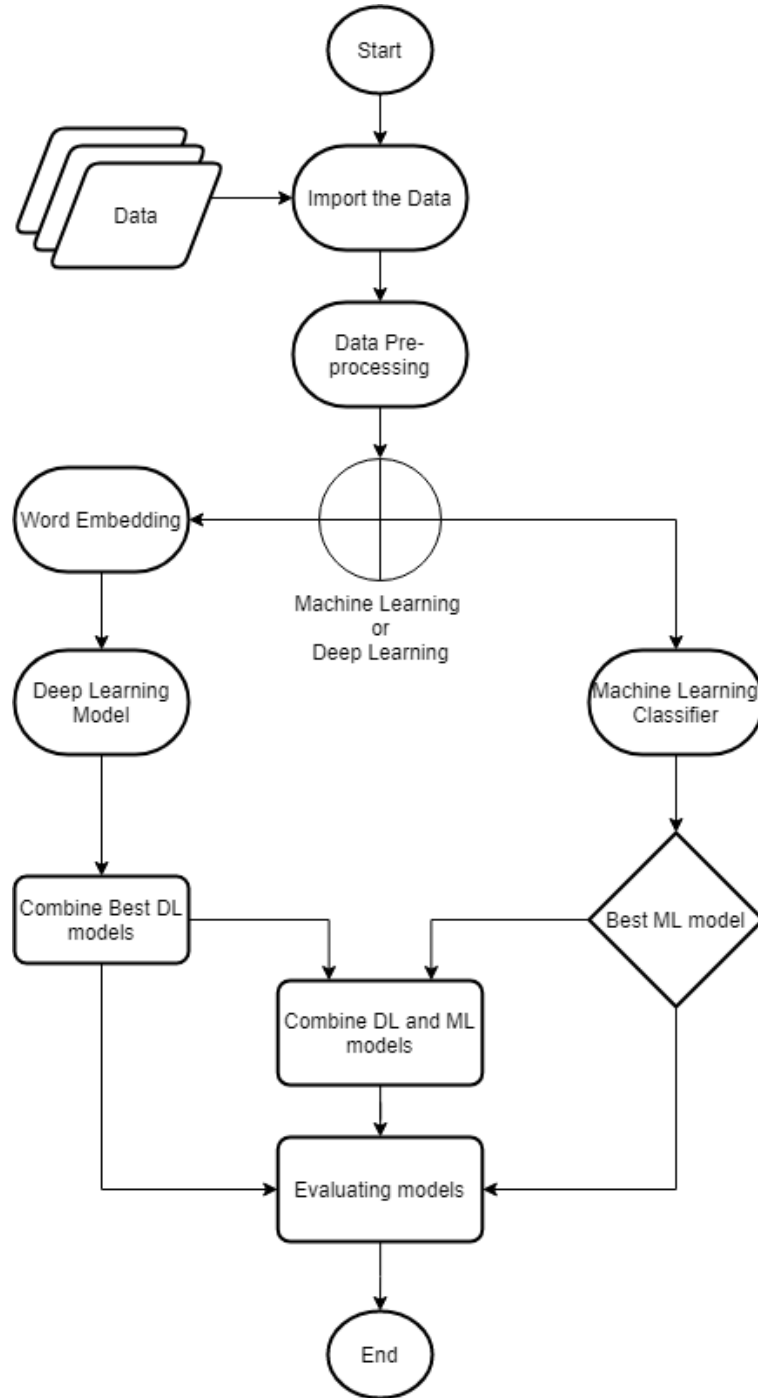 Start
Data
Import the Data
Data Pre-
processing
Word Embedding
Machine Learning
or
Deep Learning
Deep Learning
Model
Machine Learning
Classifier
Combine Best DL
models
Best ML model
Combine DL and ML
models
Evaluating models
End